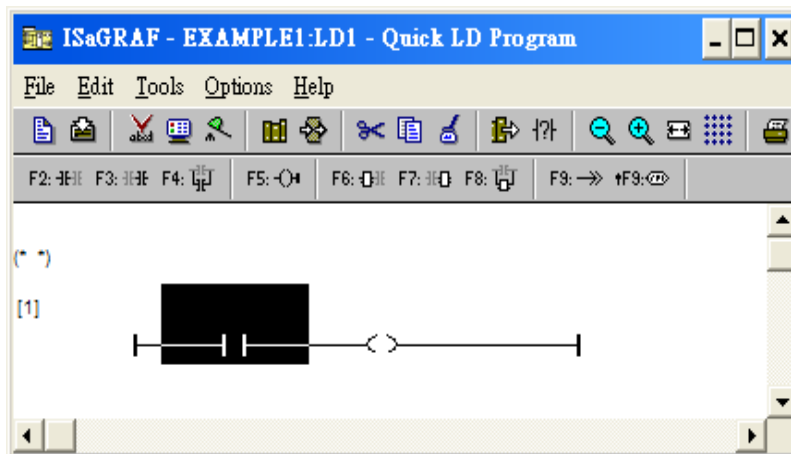 ISaGRAF - EXAMPLE1:LD1 - Quick LD Program
File Edit Tools Options Help
abcd
F2: F3: F4: F5: F6: F7: F8: F9: F9:
(* *)
[1]